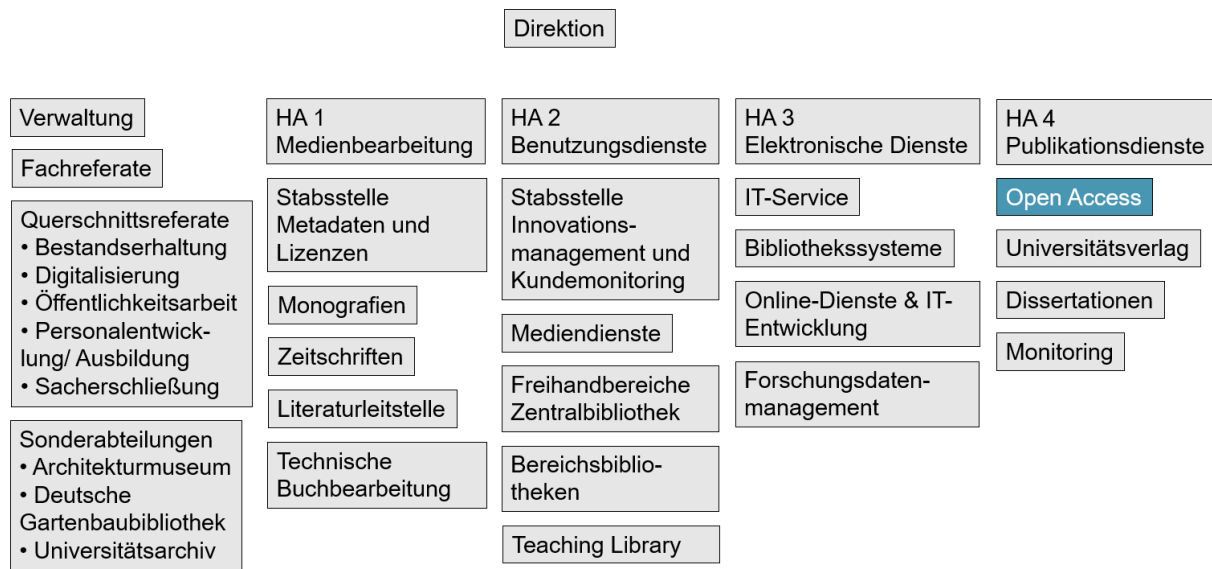 Direktion
Verwaltung
Fachreferate
Querschnittsreferate
• Bestandserhaltung
• Digitalisierung
• Öffentlichkeitsarbeit
• Personalentwick-
lung/ Ausbildung
• Sacherschließung
Sonderabteilungen
• Architekturmuseum
• Deutsche
Gartenbaubibliothek
• Universitätsarchiv
HA 1
Medienbearbeitung
Stabsstelle
Metadaten und
Lizenzen
Monografien
Zeitschriften
Literaturleitstelle
Technische
Buchbearbeitung
HA 2
Benutzungsdienste
Stabsstelle
Innovations-
management und
Kundemonitoring
Mediendienste
Freihandbereiche
Zentralbibliothek
Bereichsbiblio-
theken
Teaching Library
HA 3
Elektronische Dienste
IT-Service
Bibliothekssysteme
Online-Dienste & IT-
Entwicklung
Forschungsdaten-
management
HA 4
Publikationsdienste
Open Access
Universitätsverlag
Dissertationen
Monitoring